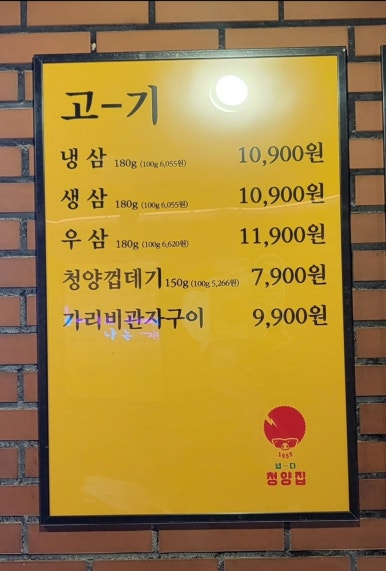 고-기
냉삼 180g (100g 6,055원) 10,900원
생삼 180g (100g 6,055원) 10,900원
우삼 180g (100g 6,620원) 11,900원
청양껍데기 150g (100g 5,266원) 7,900원
가리비관자구이 9,900원
1955
넙-다
청양집